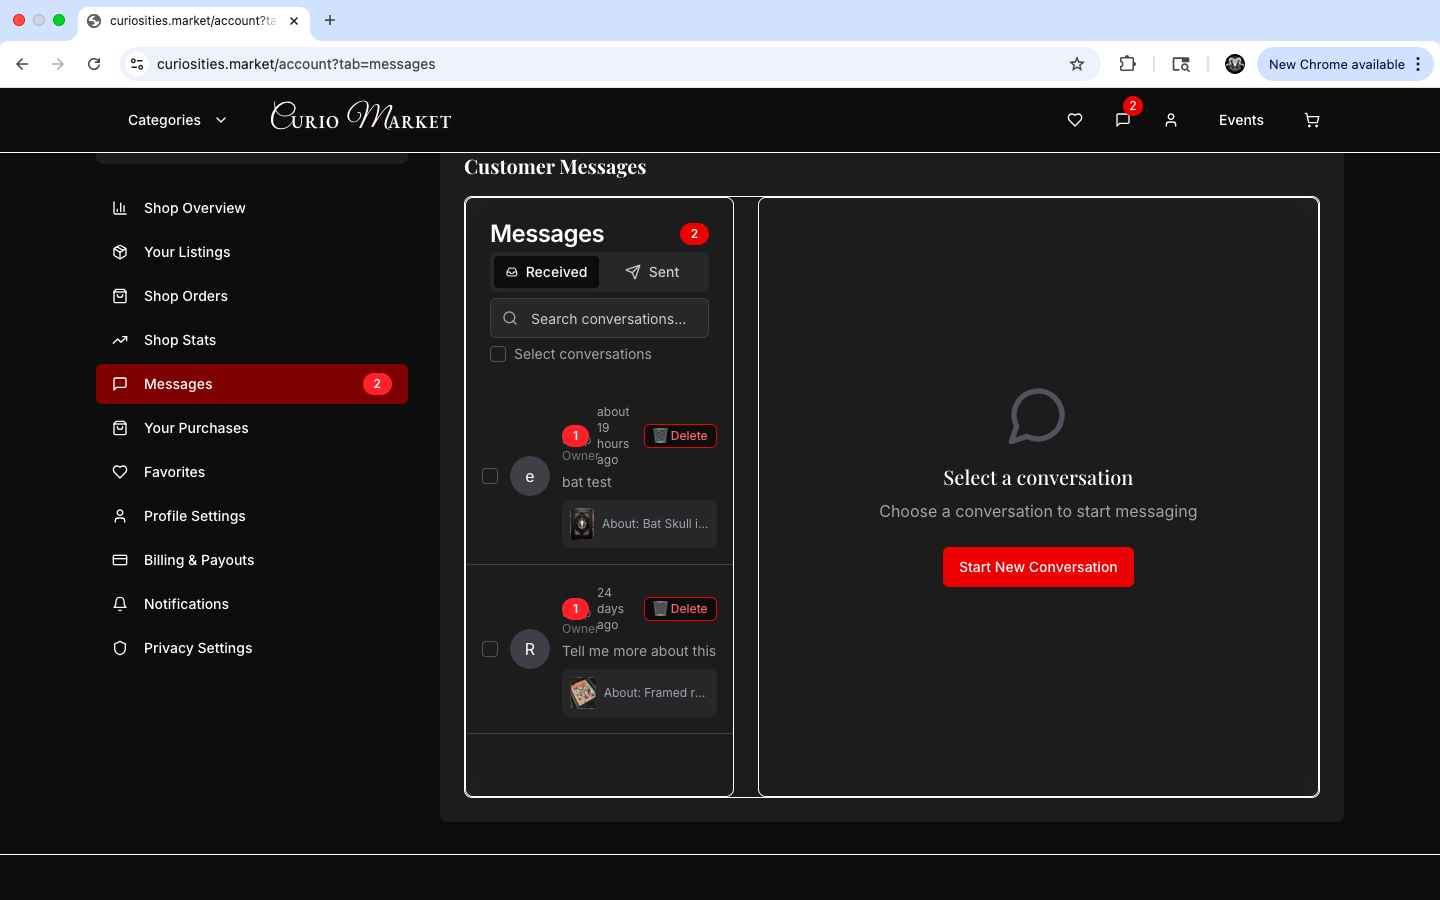 curiosities.market/account?ta
curiosities.market/account?tab=messages
New Chrome available
Categories
Curio Market
2
Events
Customer Messages
Shop Overview
Your Listings
Shop Orders
Shop Stats
Messages
2
Your Purchases
Favorites
Profile Settings
Billing & Payouts
Notifications
Privacy Settings
Messages
2
Received
Sent
Search conversations...
Select conversations
e
1
Owner
about
19
hours
ago
Delete
bat test
About: Bat Skull i...
R
1
Owner
24
days
ago
Delete
Tell me more about this
About: Framed r...
Select a conversation
Choose a conversation to start messaging
Start New Conversation